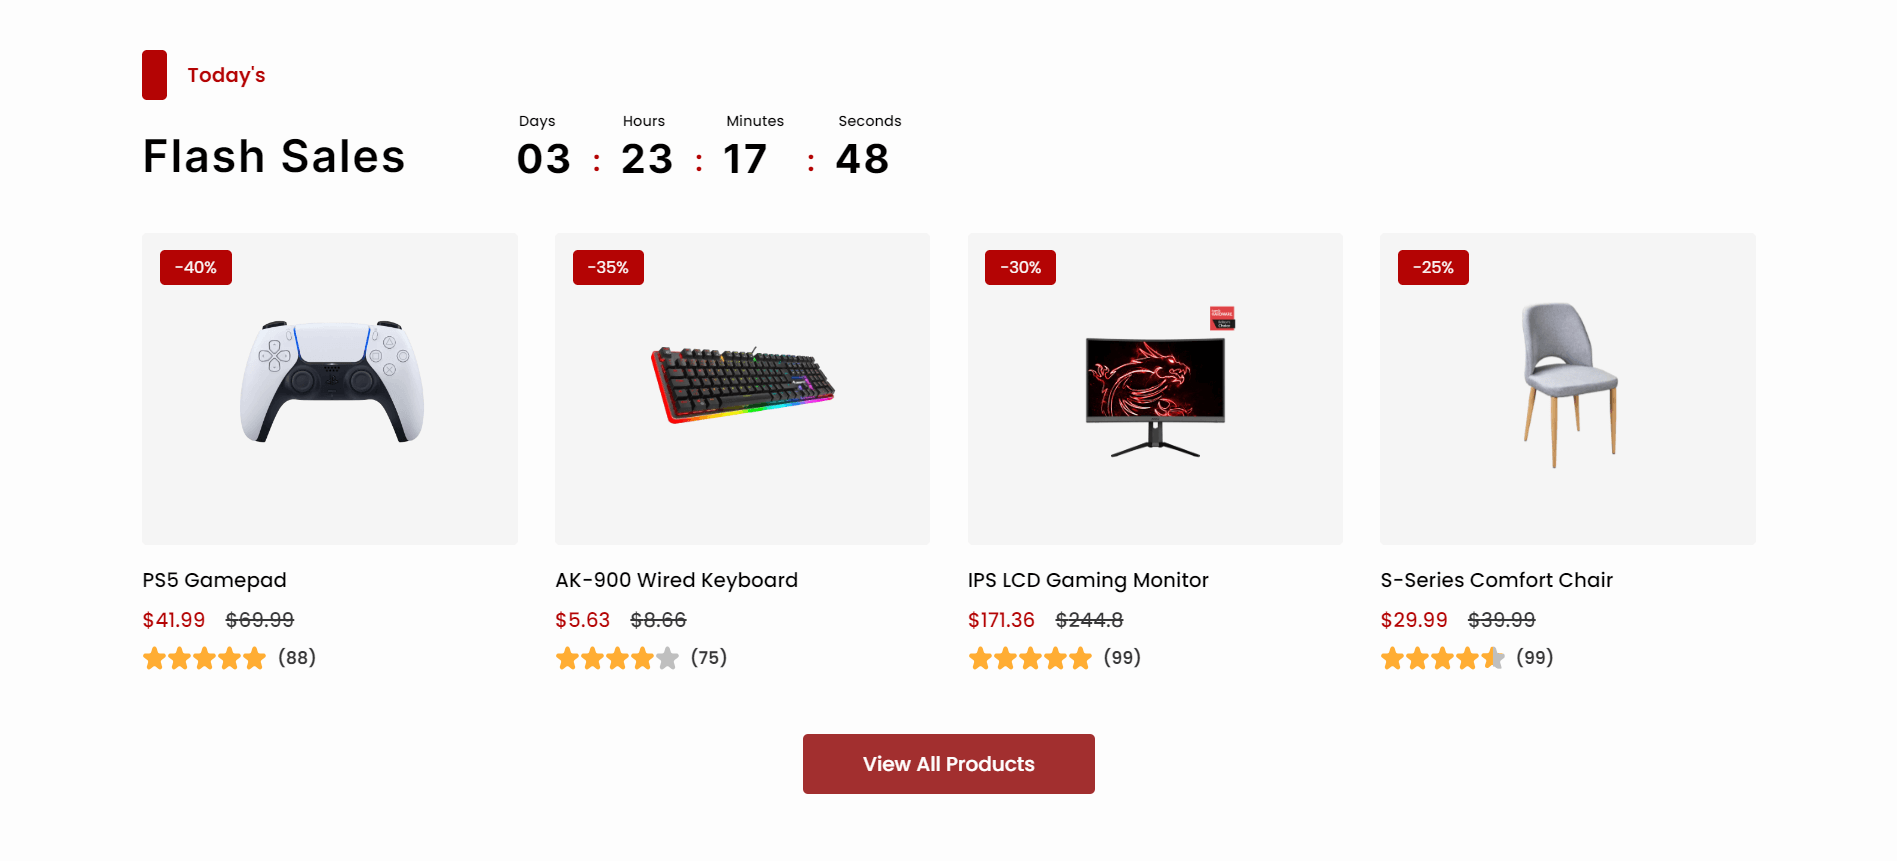 Today's
Days Hours Minutes Seconds
Flash Sales 03 : 23 : 17 : 48
-40% -35% -30% -25%
PS5 Gamepad AK-900 Wired Keyboard IPS LCD Gaming Monitor S-Series Comfort Chair
$41.99 $69.99 $5.63 $8.66 $171.36 $244.8 $29.99 $39.99
(88) (75) (99) (99)
View All Products